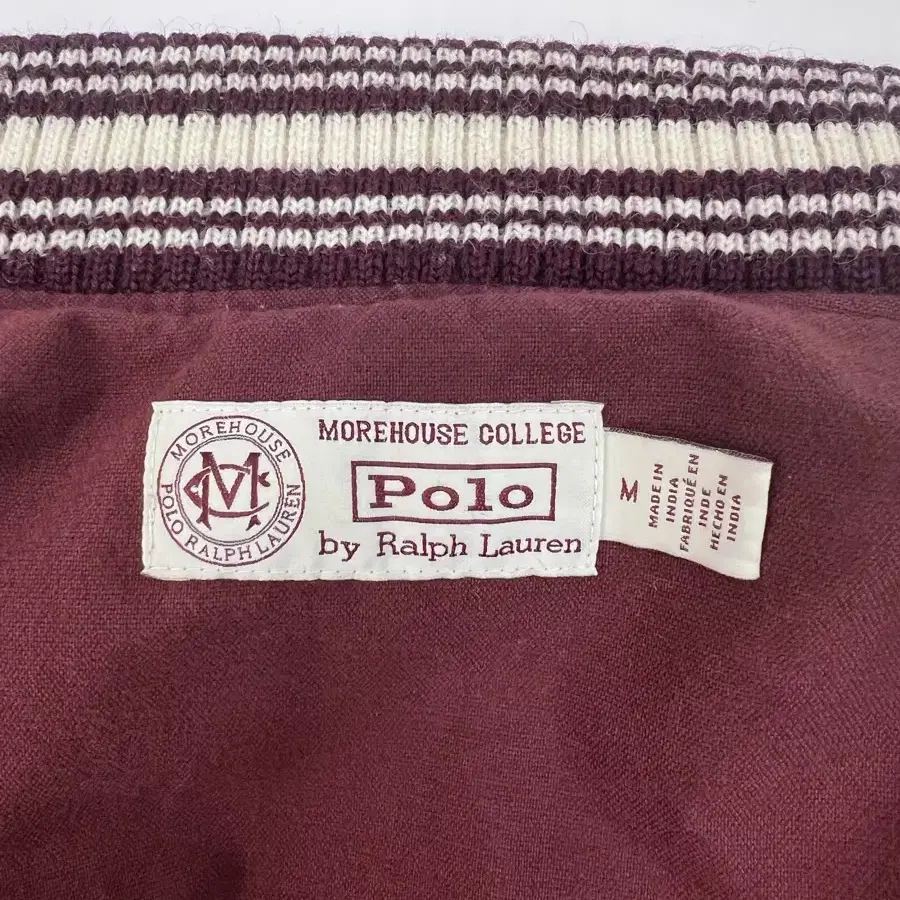 MOREHOUSE
MC
POLO RALPH LAUREN
MOREHOUSE COLLEGE
Polo
by Ralph Lauren
M
MADE IN
INDIA
FABRIQUÉ EN
INDE
HECHO EN
INDIA